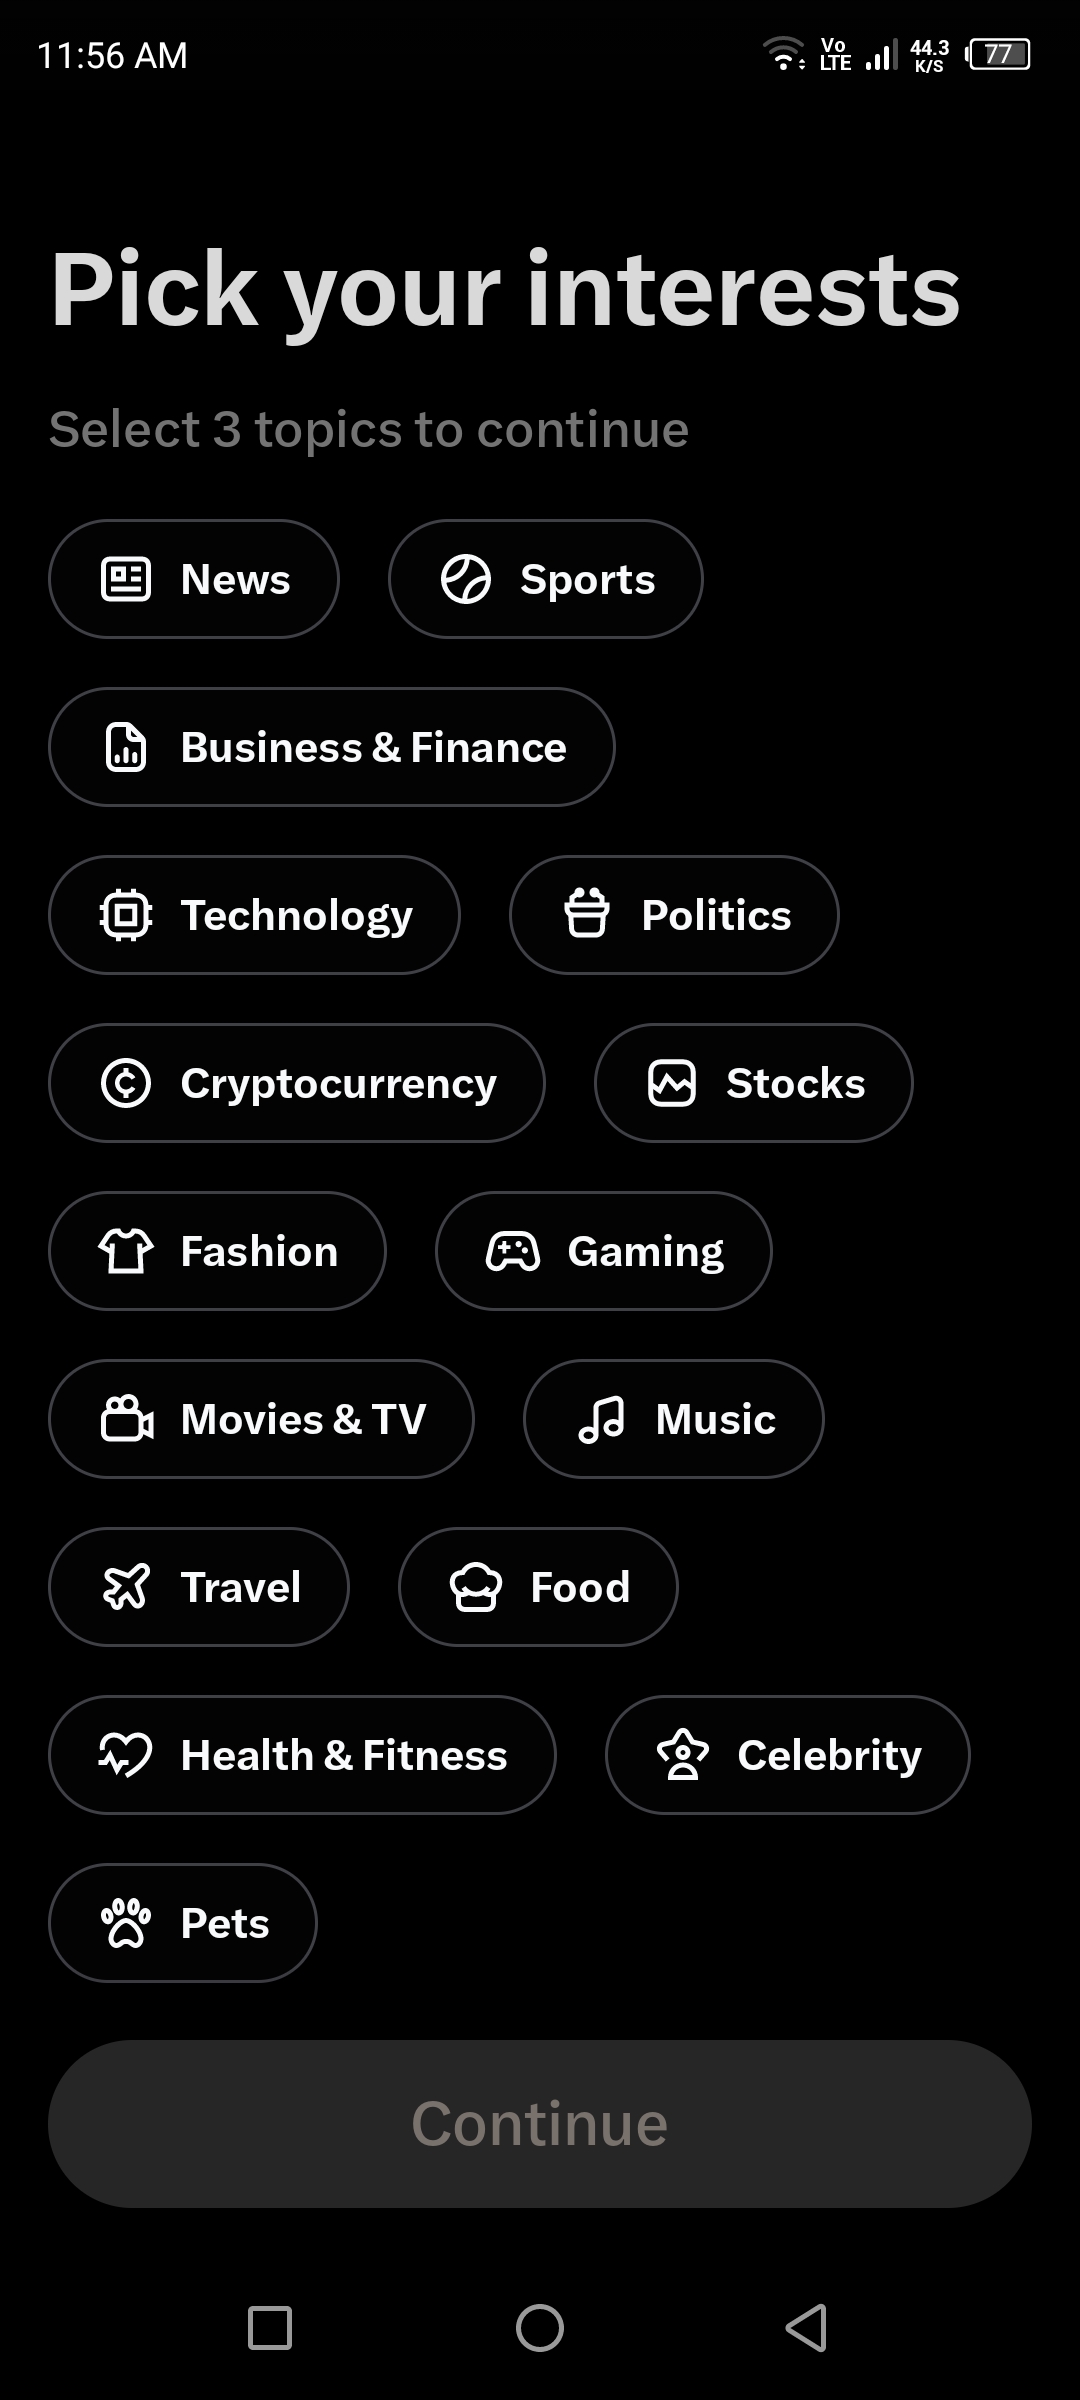 11:56 AM Vo LTE 44.3 K/S 77
Pick your interests
Select 3 topics to continue
News Sports
Business & Finance
Technology Politics
Cryptocurrency Stocks
Fashion Gaming
Movies & TV Music
Travel Food
Health & Fitness Celebrity
Pets
Continue